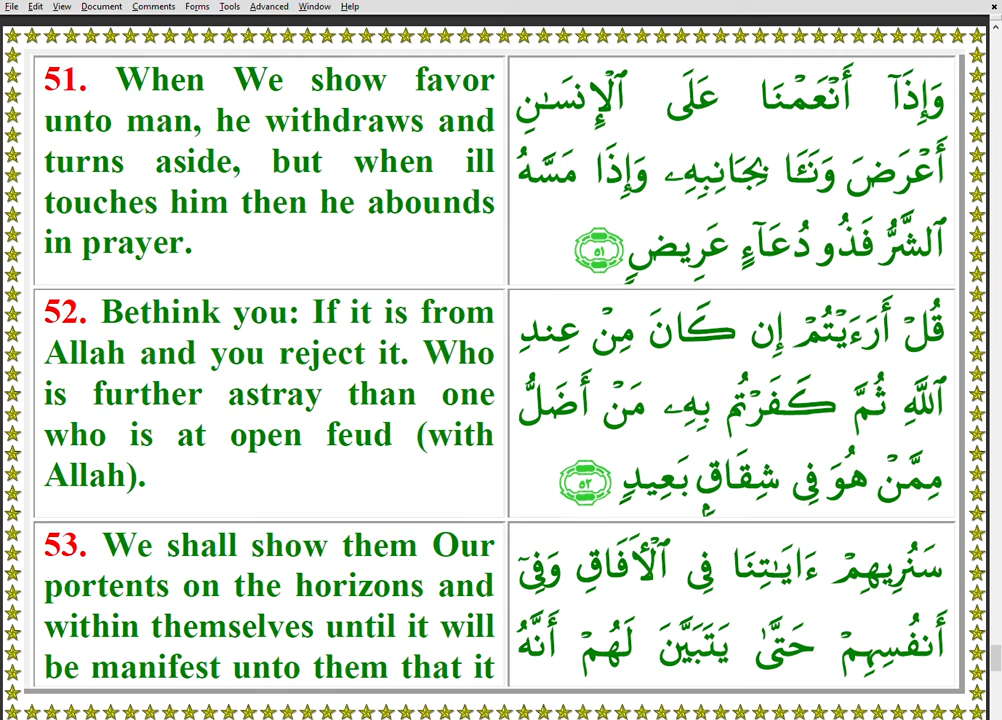 File Edit View Document Comments Forms Tools Advanced Window Help
51. When We show favor
unto man, he withdraws and
turns aside, but when ill
touches him then he abounds
in prayer.
وَإِذَآ أَنْعَمْنَا عَلَى ٱلْإِنسَـٰنِ
أَعْرَضَ وَنَـَٔا بِجَانِبِهِۦ وَإِذَا مَسَّهُ
ٱلشَّرُّ فَذُو دُعَآءٍ عَرِيضٍ ٥١
52. Bethink you: If it is from
Allah and you reject it. Who
is further astray than one
who is at open feud (with
Allah).
قُلْ أَرَءَيْتُمْ إِن كَانَ مِنْ عِندِ
ٱللَّهِ ثُمَّ كَفَرْتُم بِهِۦ مَنْ أَضَلُّ
مِمَّنْ هُوَ فِى شِقَاقٍۭ بَعِيدٍ ٥٢
53. We shall show them Our
portents on the horizons and
within themselves until it will
be manifest unto them that it
سَنُرِيهِمْ ءَايَـٰتِنَا فِى ٱلْـَٔافَاقِ وَفِىٓ
أَنفُسِهِمْ حَتَّىٰ يَتَبَيَّنَ لَهُمْ أَنَّهُ